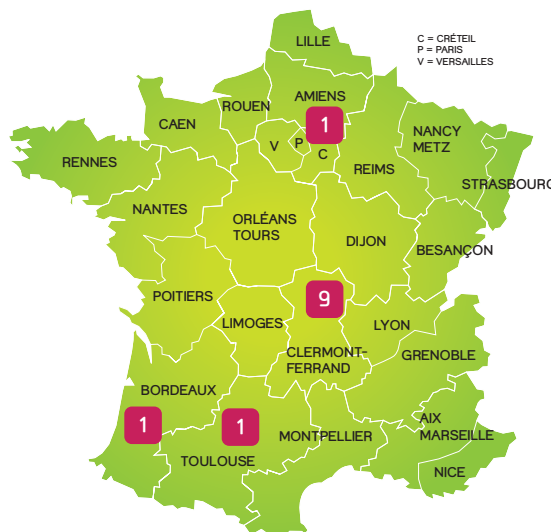 LILLE
C = CRÉTEIL
P = PARIS
V = VERSAILLES
AMIENS
ROUEN
1
CAEN
NANCY
METZ
V
P
C
RENNES
REIMS
STRASBOURG
NANTES
ORLÉANS
TOURS
DIJON
BESANÇON
POITIERS
9
LIMOGES
LYON
CLERMONT-
FERRAND
GRENOBLE
BORDEAUX
1
1
AIX
MARSEILLE
MONTPELLIER
TOULOUSE
NICE